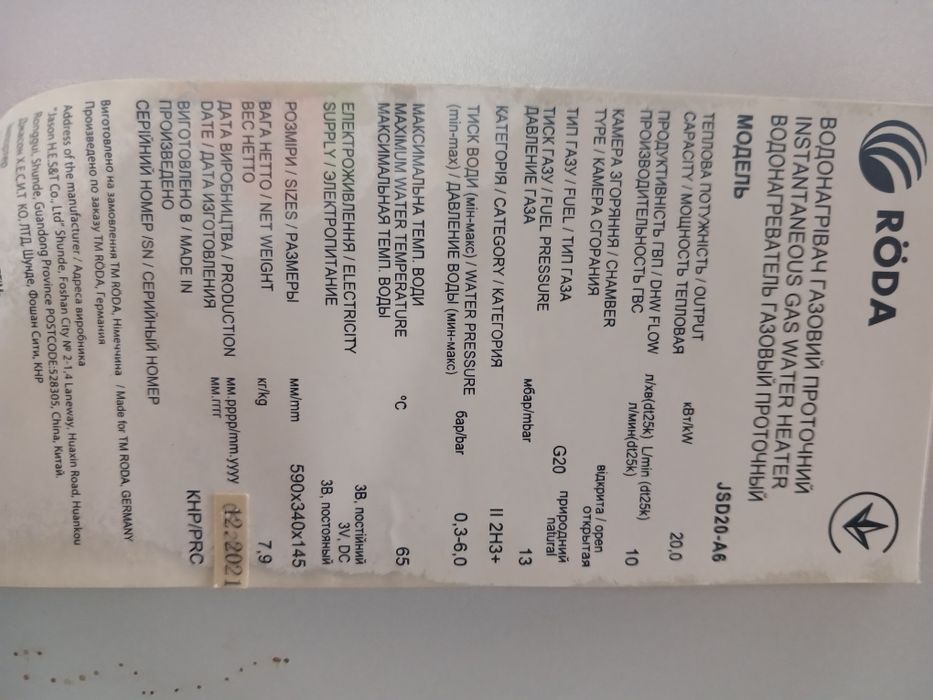 RÖDA
ВОДОНАГРІВАЧ ГАЗОВИЙ ПРОТОЧНИЙ
INSTANTANEOUS GAS WATER HEATER
ВОДОНАГРЕВАТЕЛЬ ГАЗОВЫЙ ПРОТОЧНЫЙ
МОДЕЛЬ JSD20-A6
ТЕПЛОВА ПОТУЖНІСТЬ / OUTPUT
CAPACITY / МОЩНОСТЬ ТЕПЛОВАЯ кВт/kW 20,0
ПРОДУКТИВНІСТЬ ГВП / DHW FLOW л/хв(dt25k) L/min (dt25k)
ПРОИЗВОДИТЕЛЬНОСТЬ ГВС л/мин(dt25k) 10
КАМЕРА ЗГОРЯННЯ / CHAMBER відкрита / open
TYPE / КАМЕРА СГОРАНИЯ открытая
ТИП ГАЗУ / FUEL / ТИП ГАЗА G20 природний
natural
ТИСК ГАЗУ / FUEL PRESSURE
ДАВЛЕНИЕ ГАЗА мбар/mbar 13
КАТЕГОРІЯ / CATEGORY / КАТЕГОРИЯ II 2H3+
ТИСК ВОДИ (мін-макс) / WATER PRESSURE
(min-max) / ДАВЛЕНИЕ ВОДЫ (мин-макс) бар/bar 0,3-6,0
МАКСИМАЛЬНА ТЕМП. ВОДИ
MAXIMUM WATER TEMPERATURE °C 65
МАКСИМАЛЬНАЯ ТЕМП. ВОДЫ
ЕЛЕКТРОЖИВЛЕННЯ / ELECTRICITY 3В, постійний
SUPPLY / ЭЛЕКТРОПИТАНИЕ 3V, DC
3В, постояный
РОЗМІРИ / SIZES / РАЗМЕРЫ мм/mm 590x340x145
ВАГА НЕТТО / NET WEIGHT кг/kg 7,9
ВЕС НЕТТО
ДАТА ВИРОБНИЦТВА / PRODUCTION мм.рррр/mm.yyyy 12.2021
DATE / ДАТА ИЗГОТОВЛЕНИЯ мм.гггг
ВИГОТОВЛЕНО В / MADE IN КНР/PRC
ПРОИЗВЕДЕНО
СЕРІЙНИЙ НОМЕР /SN / СЕРИЙНЫЙ НОМЕР
Виготовлено на замовлення ТМ RODA, Німеччина / Made for TM RODA, GERMANY
Произведено по заказу ТМ RODA, Германия
Address of the manufacturer / Адреса виробника
"Jason H.E.S&T Co., Ltd" Shunde, Foshan City № 2-1,4 Laneway, Huaxin Road, Huankou
Rongqui, Shunde, Guandong Province POSTCODE:528305, China, Китай.
Джисон Х.Е.С.И.Т КО.,ЛТД, Шунде, Фошан Сити, КНР